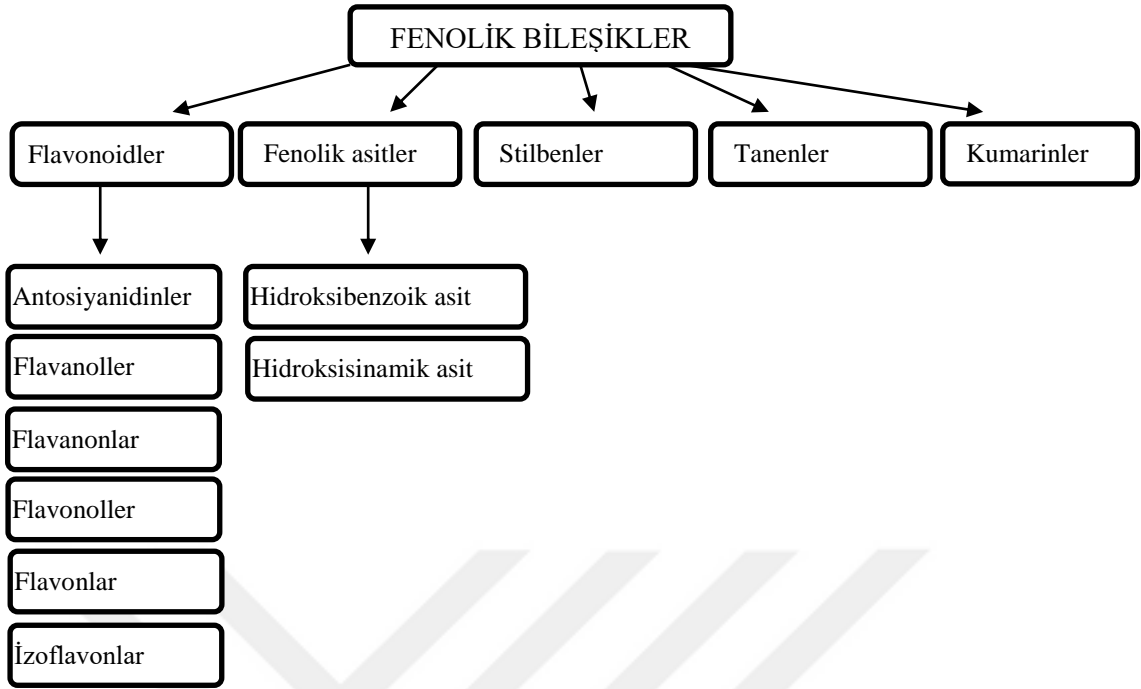 FENOLİK BİLEŞİKLER
Flavonoidler
Fenolik asitler
Stilbenler
Tanenler
Kumarinler
Antosiyanidinler
Hidroksibenzoik asit
Flavanoller
Hidroksisinamik asit
Flavanonlar
Flavonoller
Flavonlar
İzoflavonlar